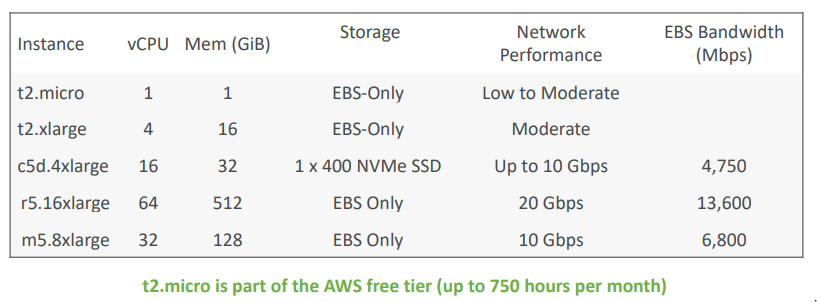 Instance vCPU Mem (GiB) Storage Network Performance EBS Bandwidth (Mbps)
t2.micro 1 1 EBS-Only Low to Moderate
t2.xlarge 4 16 EBS-Only Moderate
c5d.4xlarge 16 32 1 x 400 NVMe SSD Up to 10 Gbps 4,750
r5.16xlarge 64 512 EBS Only 20 Gbps 13,600
m5.8xlarge 32 128 EBS Only 10 Gbps 6,800
t2.micro is part of the AWS free tier (up to 750 hours per month)